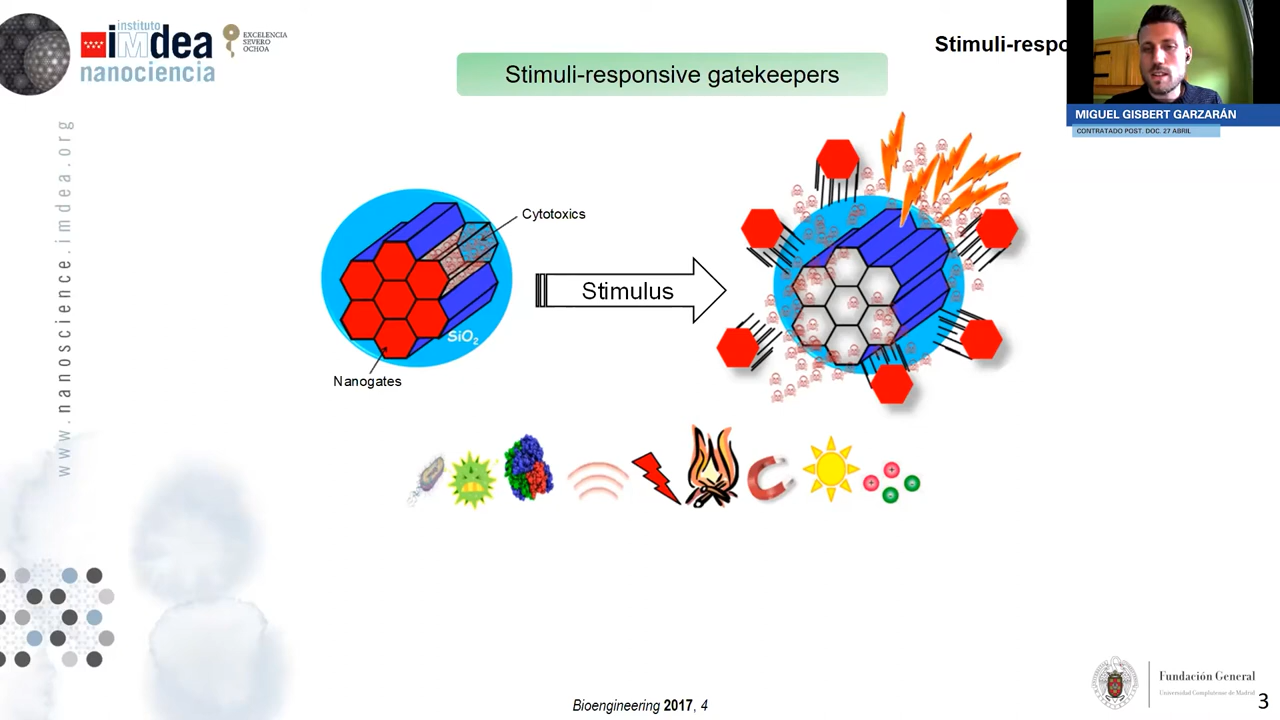 instituto
imdea
nanociencia
EXCELENCIA
SEVERO
OCHOA
Stimuli-respo
Stimuli-responsive gatekeepers
MIGUEL GISBERT GARZARÁN
CONTRATADO POST. DOC. 27 ABRIL
www.nanoscience.imdea.org
Cytotoxics
Stimulus
SiO₂
Nanogates
Bioengineering 2017, 4
Fundación General
Universidad Complutense de Madrid
3